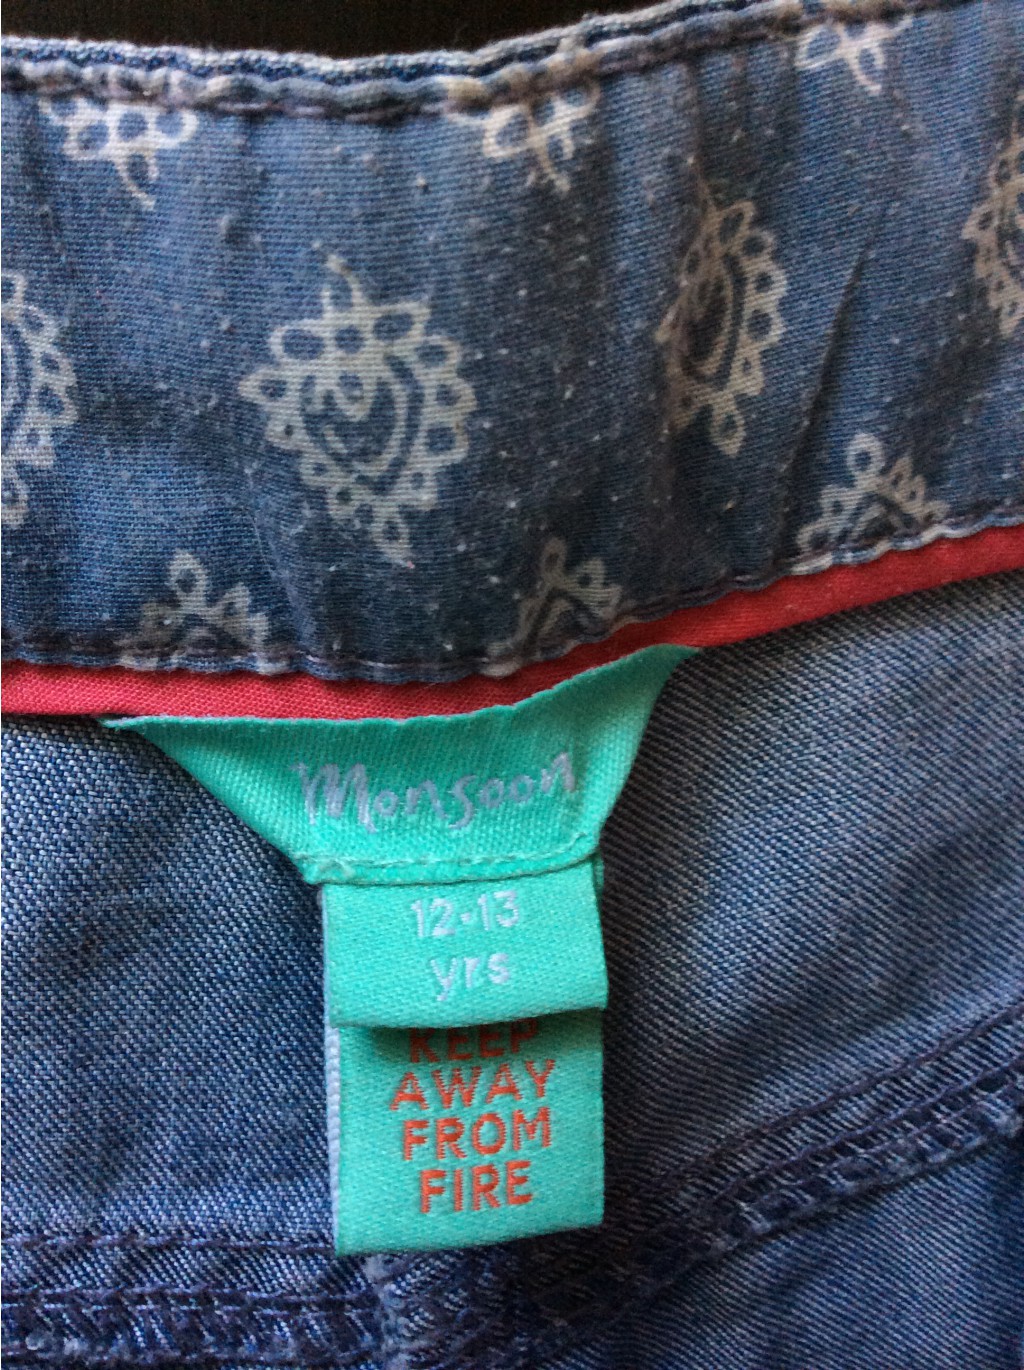 Monsoon
12-13
yrs
KEEP
AWAY
FROM
FIRE